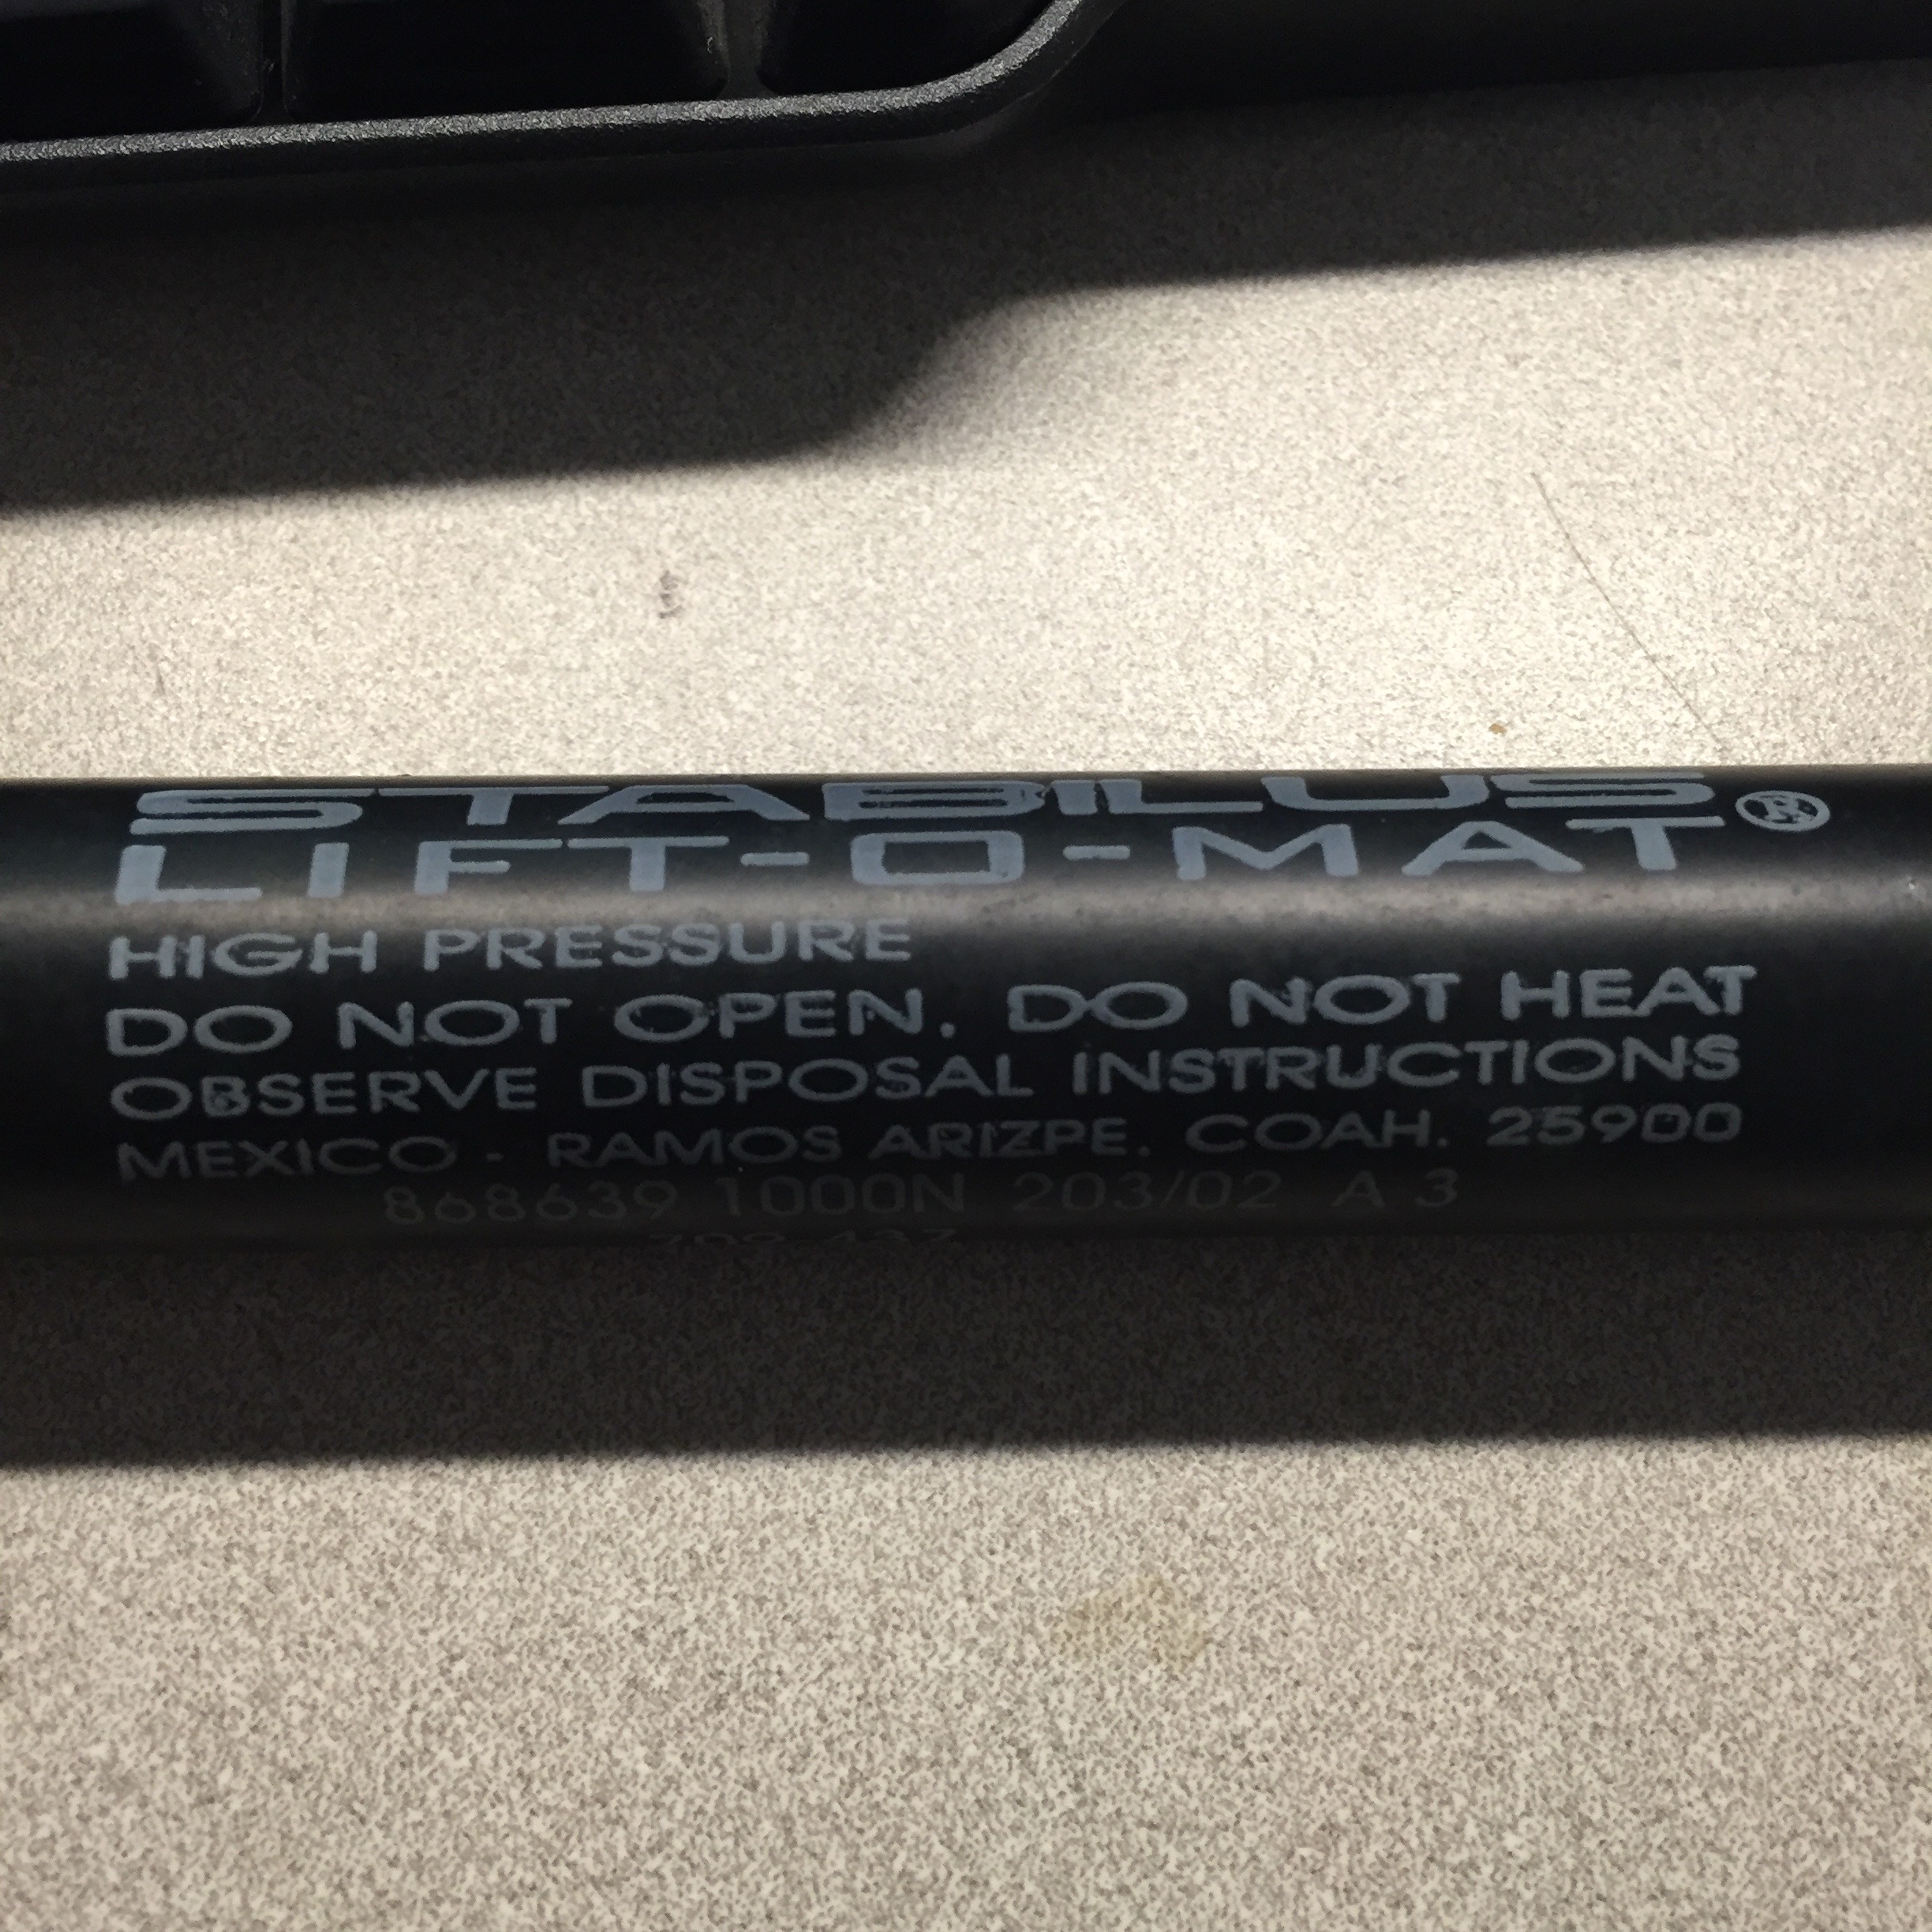 STABILUS
LIFT-O-MAT®
HIGH PRESSURE
DO NOT OPEN. DO NOT HEAT
OBSERVE DISPOSAL INSTRUCTIONS
MEXICO - RAMOS ARIZPE. COAH. 25900
868639 1000N 203/02 A 3